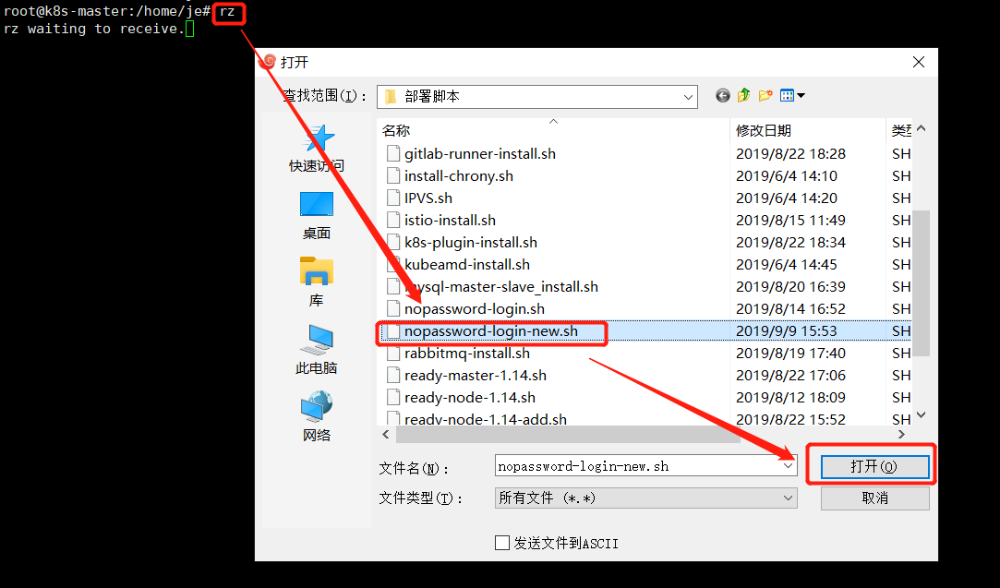 root@k8s-master:/home/je# rz
rz waiting to receive.
打开
查找范围(I)： 部署脚本
快速访问
桌面
库
此电脑
网络
名称 修改日期 类型
gitlab-runner-install.sh 2019/8/22 18:28 SH
install-chrony.sh 2019/6/4 14:10 SH
IPVS.sh 2019/6/4 14:20 SH
istio-install.sh 2019/8/15 11:49 SH
k8s-plugin-install.sh 2019/8/22 18:34 SH
kubeamd-install.sh 2019/6/4 14:45 SH
mysql-master-slave_install.sh 2019/8/20 16:39 SH
nopassword-login.sh 2019/8/14 16:52 SH
nopassword-login-new.sh 2019/9/9 15:53 SH
rabbitmq-install.sh 2019/8/19 17:40 SH
ready-master-1.14.sh 2019/8/22 17:06 SH
ready-node-1.14.sh 2019/8/12 18:09 SH
ready-node-1.14-add.sh 2019/8/22 15:52 SH
文件名(N)： nopassword-login-new.sh 打开(O)
文件类型(T)： 所有文件 (*.*) 取消
发送文件到ASCII